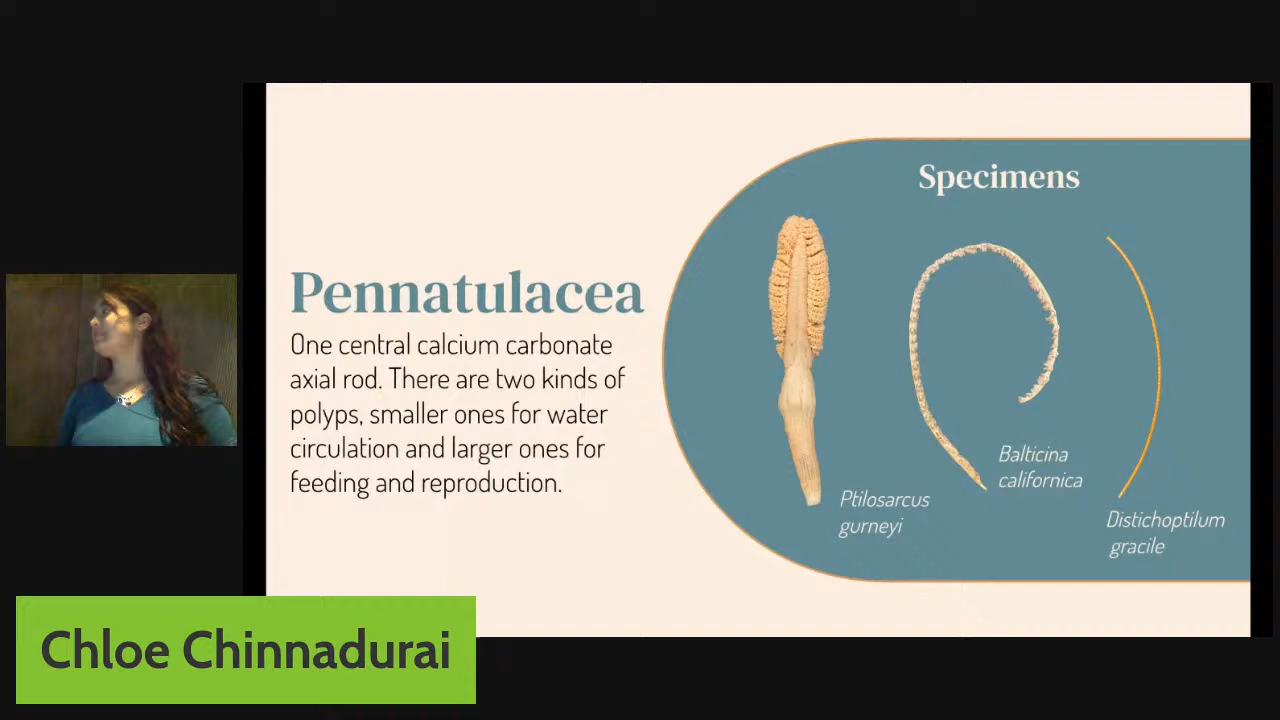 Specimens
Pennatulacea
One central calcium carbonate
axial rod. There are two kinds of
polyps, smaller ones for water
circulation and larger ones for
feeding and reproduction.
Ptilosarcus
gurneyi
Balticina
californica
Distichoptilum
gracile
Chloe Chinnadurai